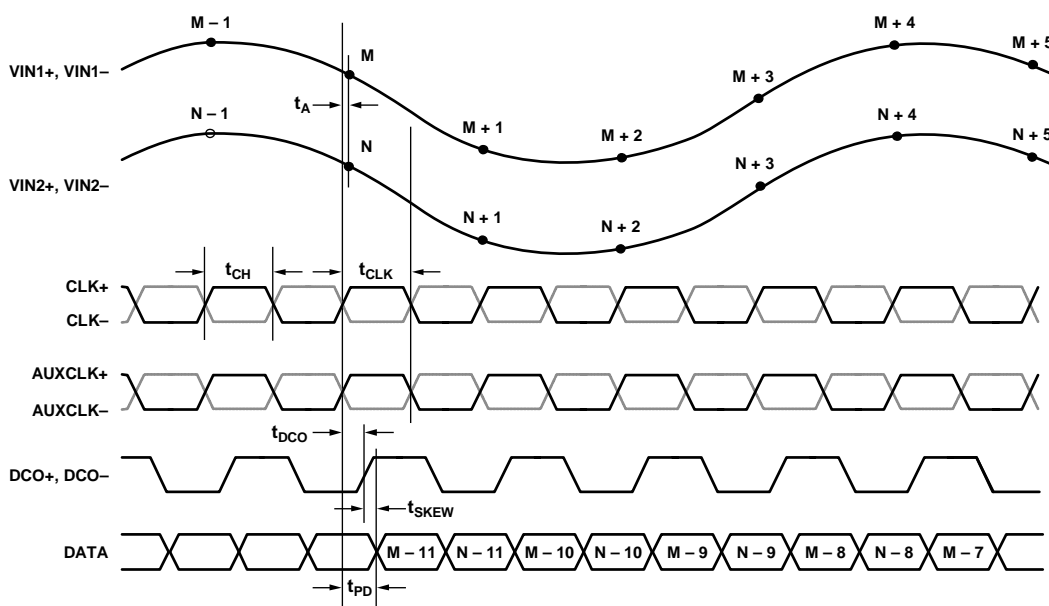 M – 1
M
M + 1
M + 2
M + 3
M + 4
M + 5
VIN1+, VIN1–
tA
N – 1
N
N + 1
N + 2
N + 3
N + 4
N + 5
VIN2+, VIN2–
tCH
tCLK
CLK+
CLK–
AUXCLK+
AUXCLK–
tDCO
DCO+, DCO–
tSKEW
DATA
M – 11 N – 11 M – 10 N – 10 M – 9 N – 9 M – 8 N – 8 M – 7
tPD